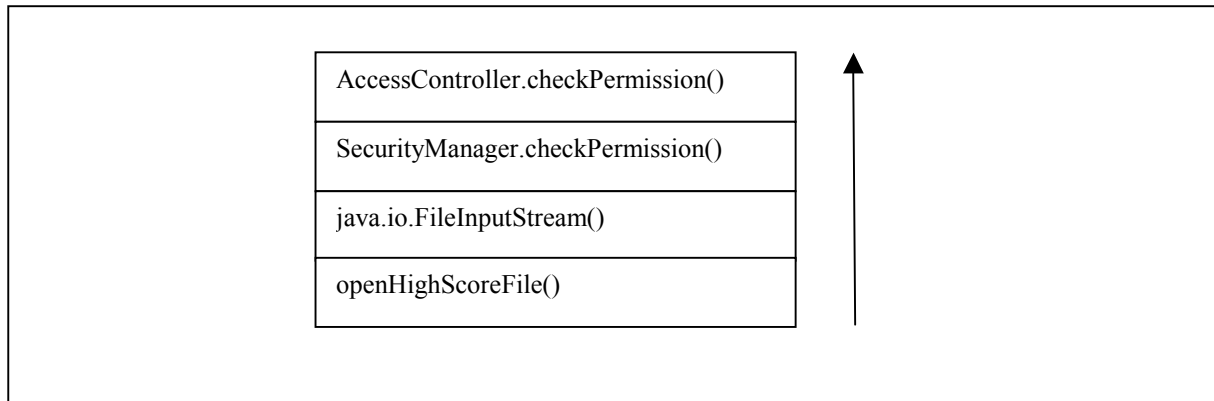 AccessController.checkPermission()
SecurityManager.checkPermission()
java.io.FileInputStream()
openHighScoreFile()